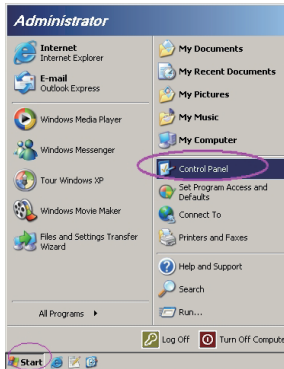 Administrator
Internet
Internet Explorer
E-mail
Outlook Express
Windows Media Player
Windows Messenger
Tour Windows XP
Windows Movie Maker
Files and Settings Transfer
Wizard
All Programs
My Documents
My Recent Documents
My Pictures
My Music
My Computer
Control Panel
Set Program Access and
Defaults
Connect To
Printers and Faxes
Help and Support
Search
Run...
Log Off
Turn Off Compute
Start